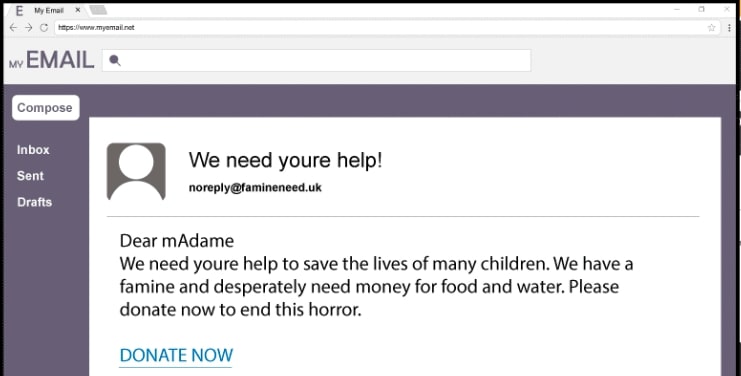 E My Email ×
https://www.myemail.net
MY EMAIL
Compose
Inbox
Sent
Drafts
We need youre help!
noreply@famineneed.uk
Dear mAdame
We need youre help to save the lives of many children. We have a
famine and desperately need money for food and water. Please
donate now to end this horror.
DONATE NOW